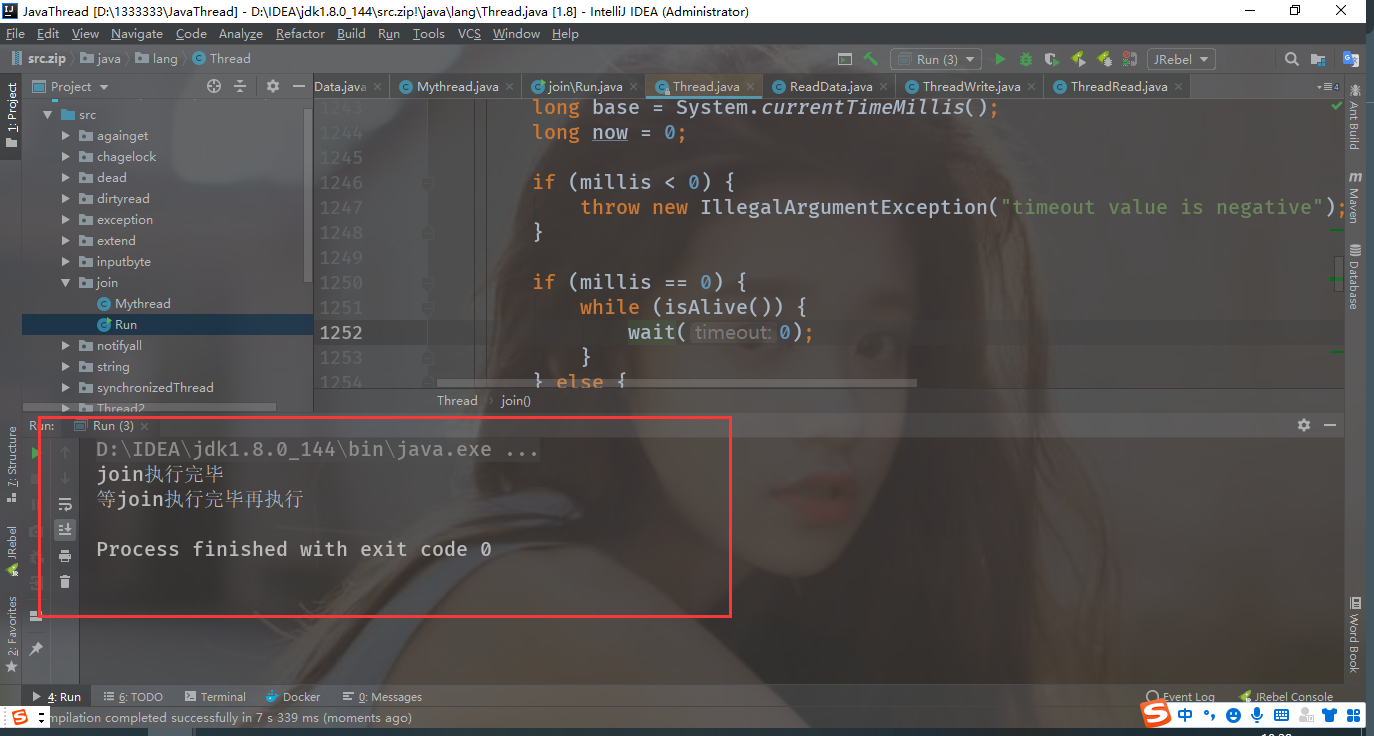 JavaThread [D:\1333333\JavaThread] - D:\IDEA\jdk1.8.0_144\src.zip!\java\lang\Thread.java [1.8] - IntelliJ IDEA (Administrator)
File Edit View Navigate Code Analyze Refactor Build Run Tools VCS Window Help
src.zip java lang Thread Run (3) JRebel
Project Data.java Mythread.java join\Run.java Thread.java ReadData.java ThreadWrite.java ThreadRead.java
1: Project
src
againget
chagelock
dead
dirtyread
exception
extend
inputbyte
join
Mythread
Run
notifyall
string
synchronizedThread
Thread2
1243 long base = System.currentTimeMillis();
1244 long now = 0;
1245
1246 if (millis < 0) {
1247 throw new IllegalArgumentException("timeout value is negative");
1248 }
1249
1250 if (millis == 0) {
1251 while (isAlive()) {
1252 wait( timeout: 0);
1253 }
1254 } else {
Thread join()
Ant Build
Maven
Database
Word Book
Run: Run (3)
D:\IDEA\jdk1.8.0_144\bin\java.exe ...
join执行完毕
等join执行完毕再执行
Process finished with exit code 0
7: Structure
JRebel
2: Favorites
4: Run 6: TODO Terminal Docker 0: Messages Event Log JRebel Console
mpilation completed successfully in 7 s 339 ms (moments ago)
中